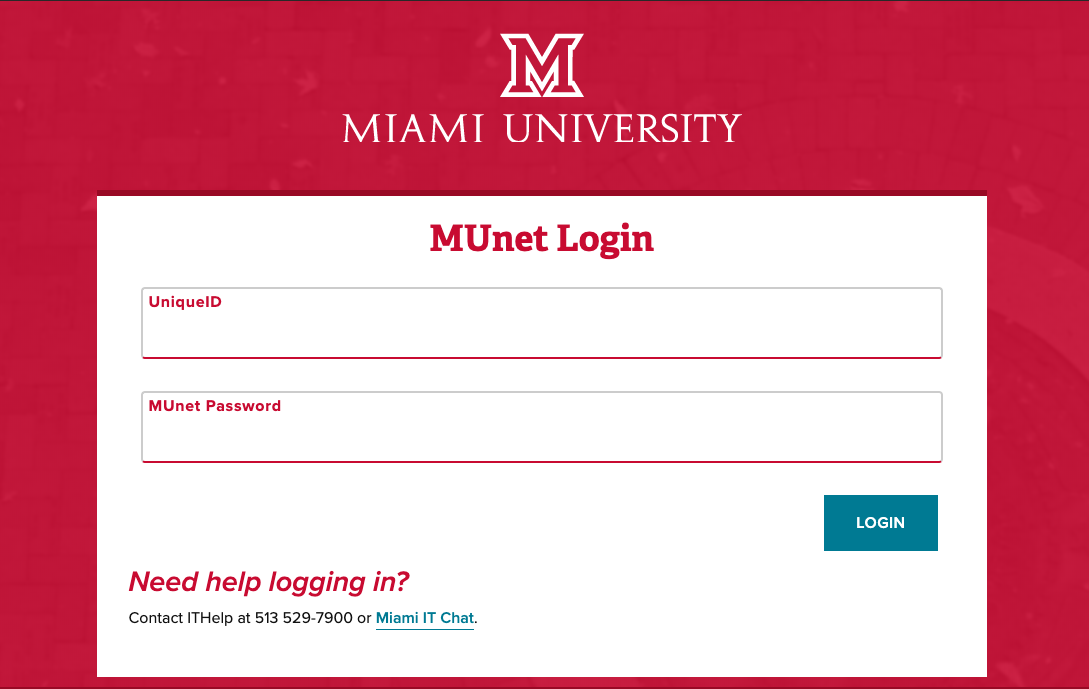 M
MIAMI UNIVERSITY
MUnet Login
UniqueID
MUnet Password
LOGIN
Need help logging in?
Contact ITHelp at 513 529-7900 or Miami IT Chat.